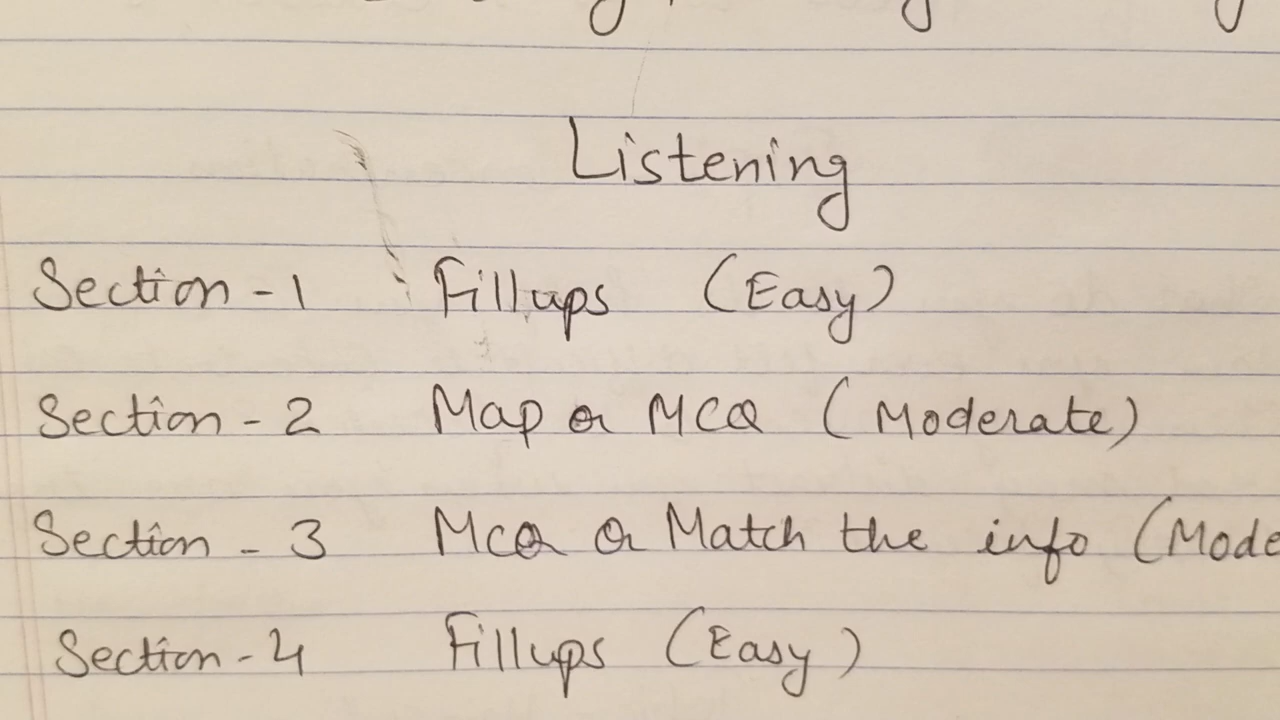 Listening
Section - 1 Fillups (Easy)
Section - 2 Map or MCQ (Moderate)
Section - 3 MCQ or Match the info (Mode
Section - 4 Fillups (Easy)